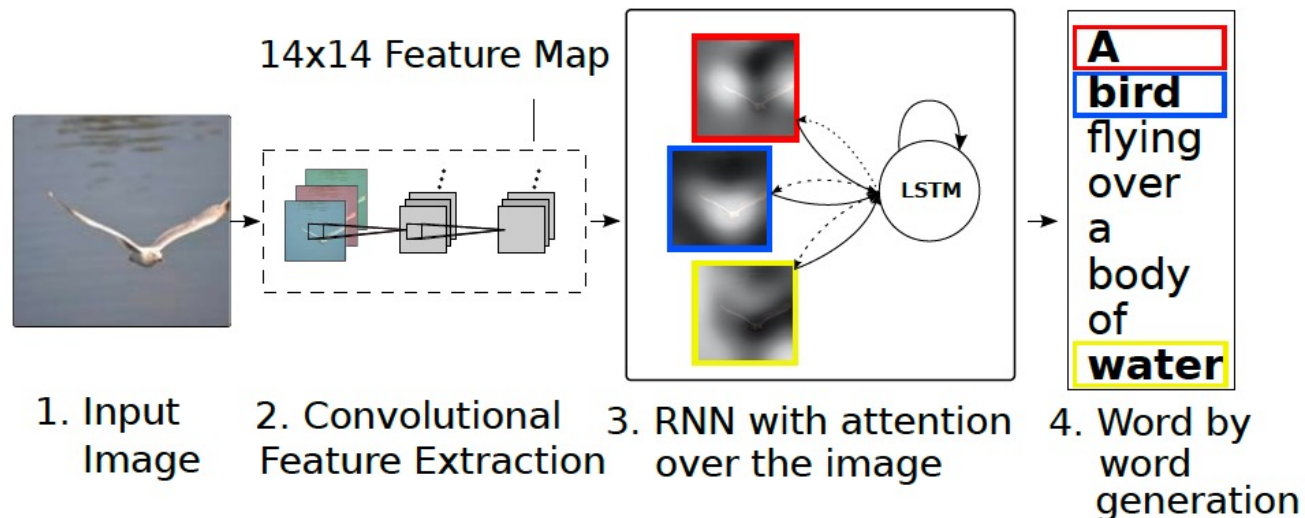 14x14 Feature Map
LSTM
A
bird
flying
over
a
body
of
water
1. Input
Image
2. Convolutional
Feature Extraction
3. RNN with attention
over the image
4. Word by
word
generation